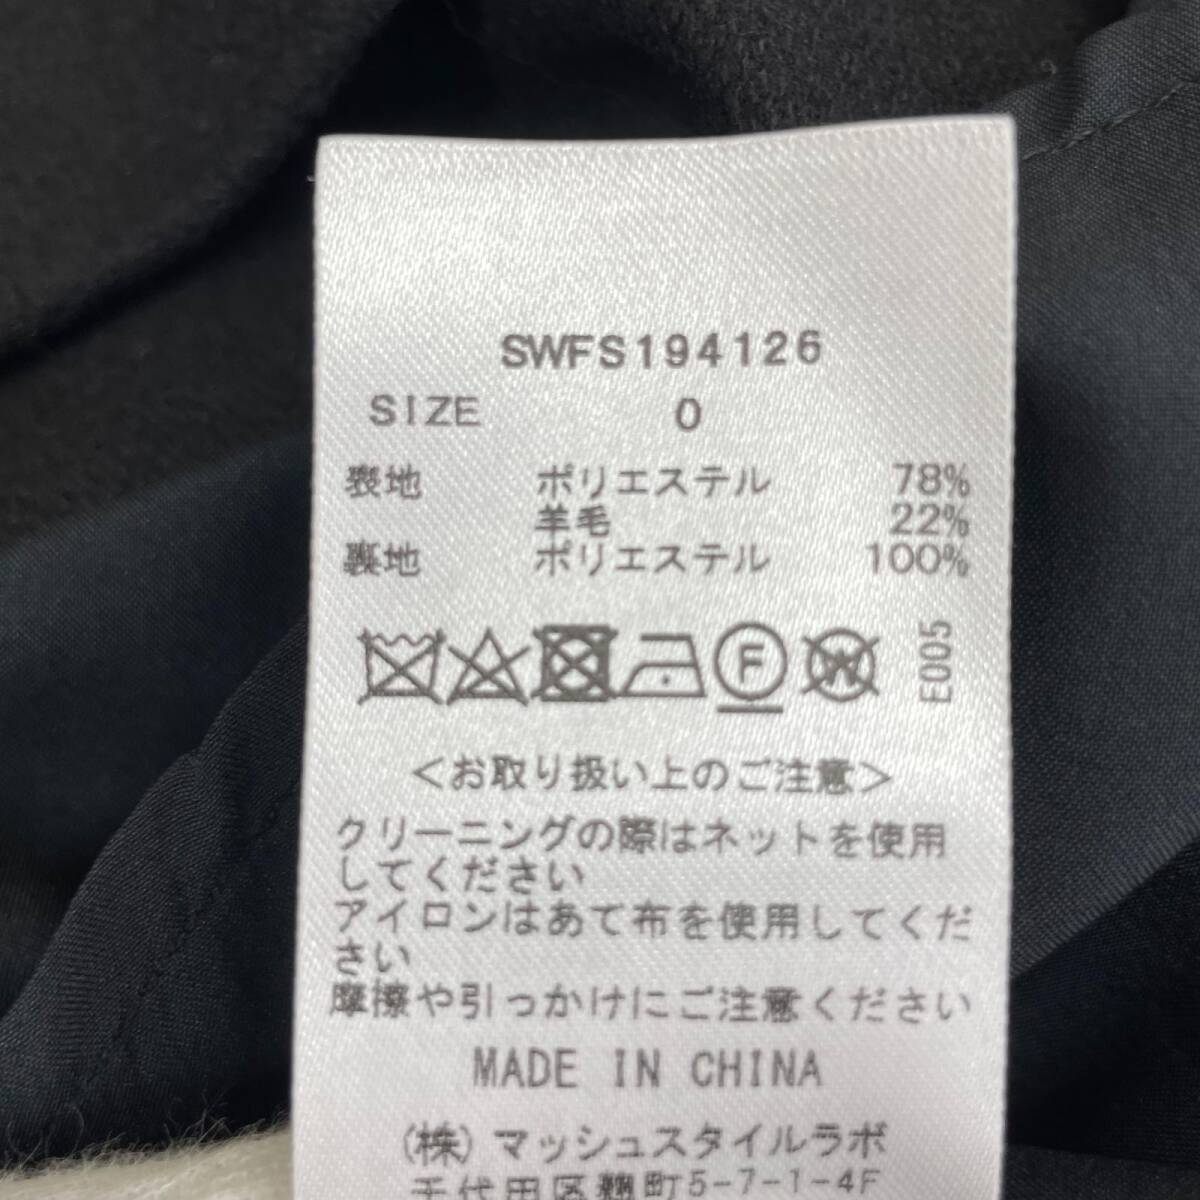 SWFS194126
SIZE 0
表地 ポリエステル 78%
羊毛 22%
裏地 ポリエステル 100%
F W E005
<お取り扱い上のご注意>
クリーニングの際はネットを使用
してください
アイロンはあて布を使用してくだ
さい
摩擦や引っかけにご注意ください
MADE IN CHINA
(株)マッシュスタイルラボ
千代田区麹町5-7-1-4F